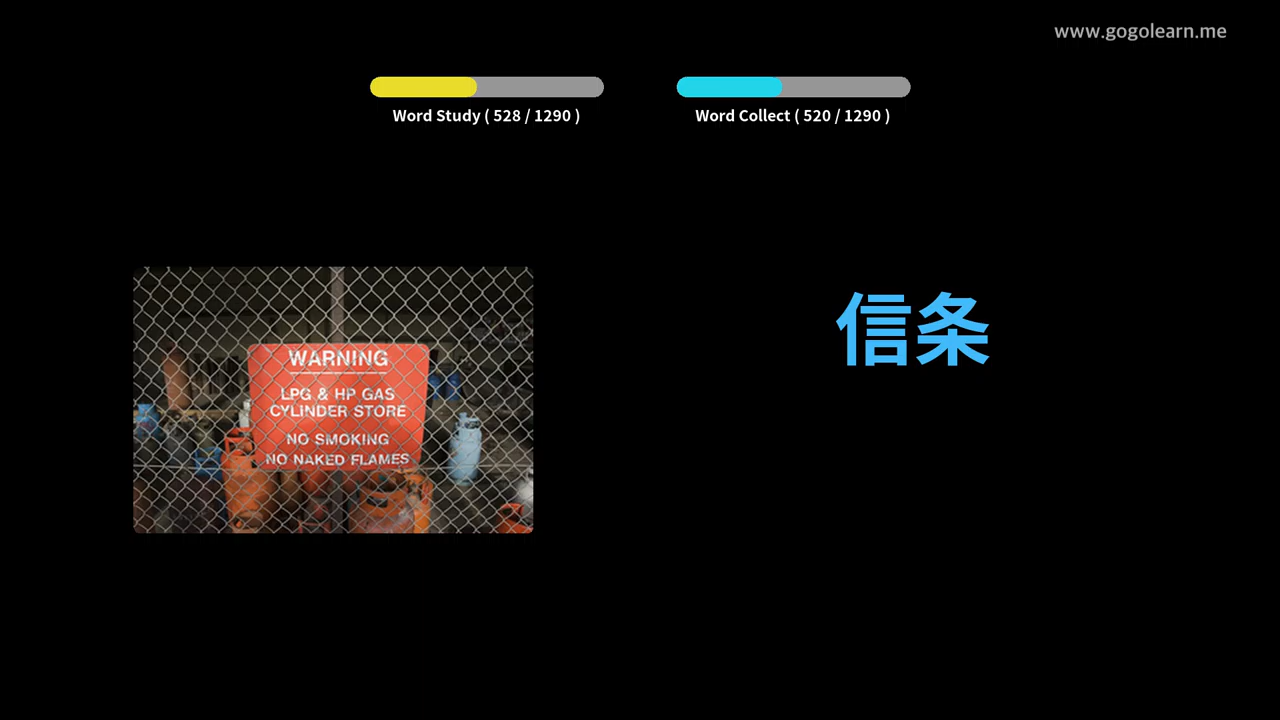 www.gogolearn.me
Word Study ( 528 / 1290 )
Word Collect ( 520 / 1290 )
WARNING
LPG & HP GAS
CYLINDER STORE
NO SMOKING
NO NAKED FLAMES
信条